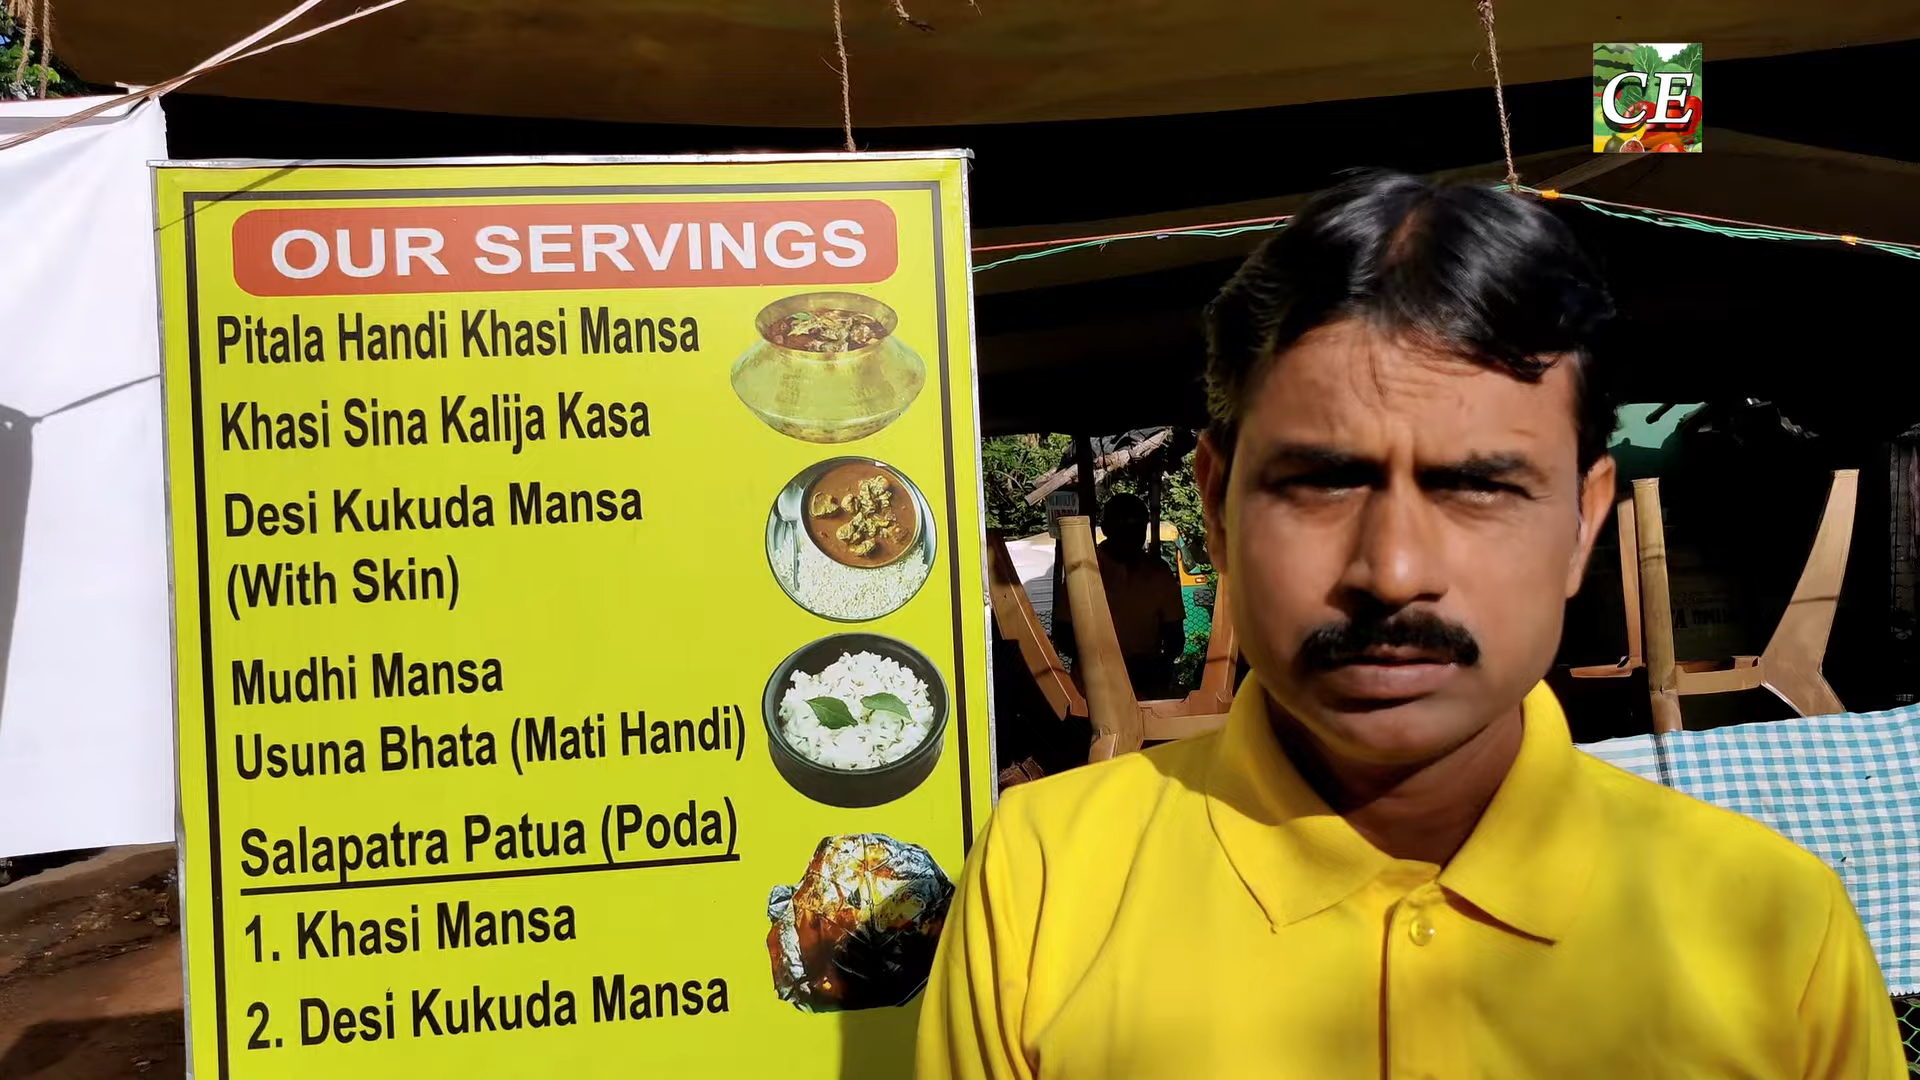 CE
OUR SERVINGS
Pitala Handi Khasi Mansa
Khasi Sina Kalija Kasa
Desi Kukuda Mansa
(With Skin)
Mudhi Mansa
Usuna Bhata (Mati Handi)
Salapatra Patua (Poda)
1. Khasi Mansa
2. Desi Kukuda Mansa